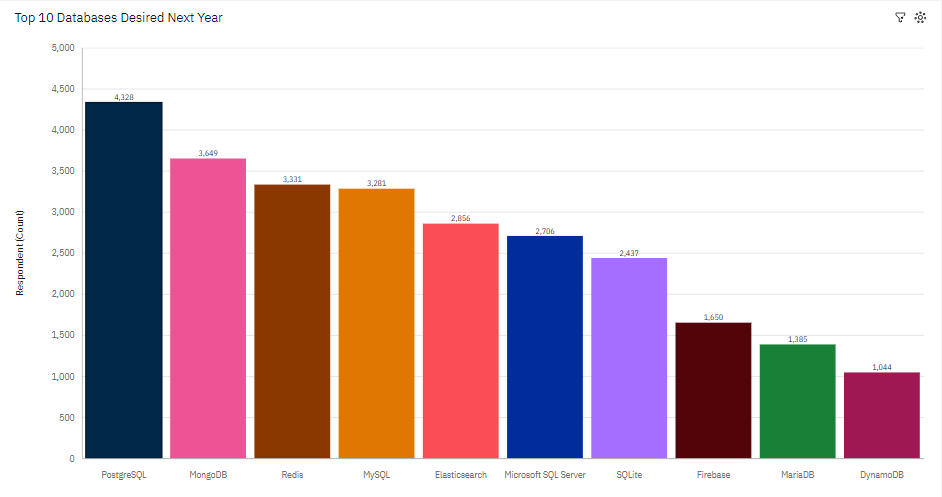 Top 10 Databases Desired Next Year
5,000
4,500
4,000
3,500
3,000
2,500
2,000
1,500
1,000
500
0
Respondent (Count)
4,328
3,649
3,331
3,281
2,856
2,706
2,437
1,650
1,385
1,044
PostgreSQL
MongoDB
Redis
MySQL
Elasticsearch
Microsoft SQL Server
SQLite
Firebase
MariaDB
DynamoDB